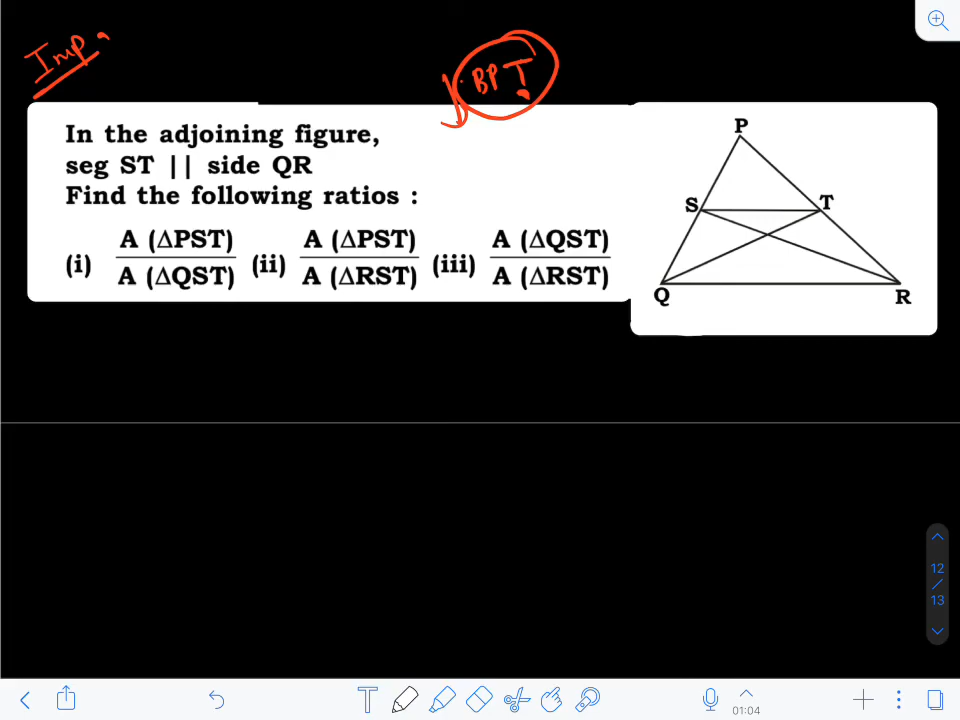 Imp.
BPT
In the adjoining figure,
seg ST || side QR
Find the following ratios :
(i) A (ΔPST) / A (ΔQST) (ii) A (ΔPST) / A (ΔRST) (iii) A (ΔQST) / A (ΔRST)
P
S T
Q R
12
/
13
T
01:04